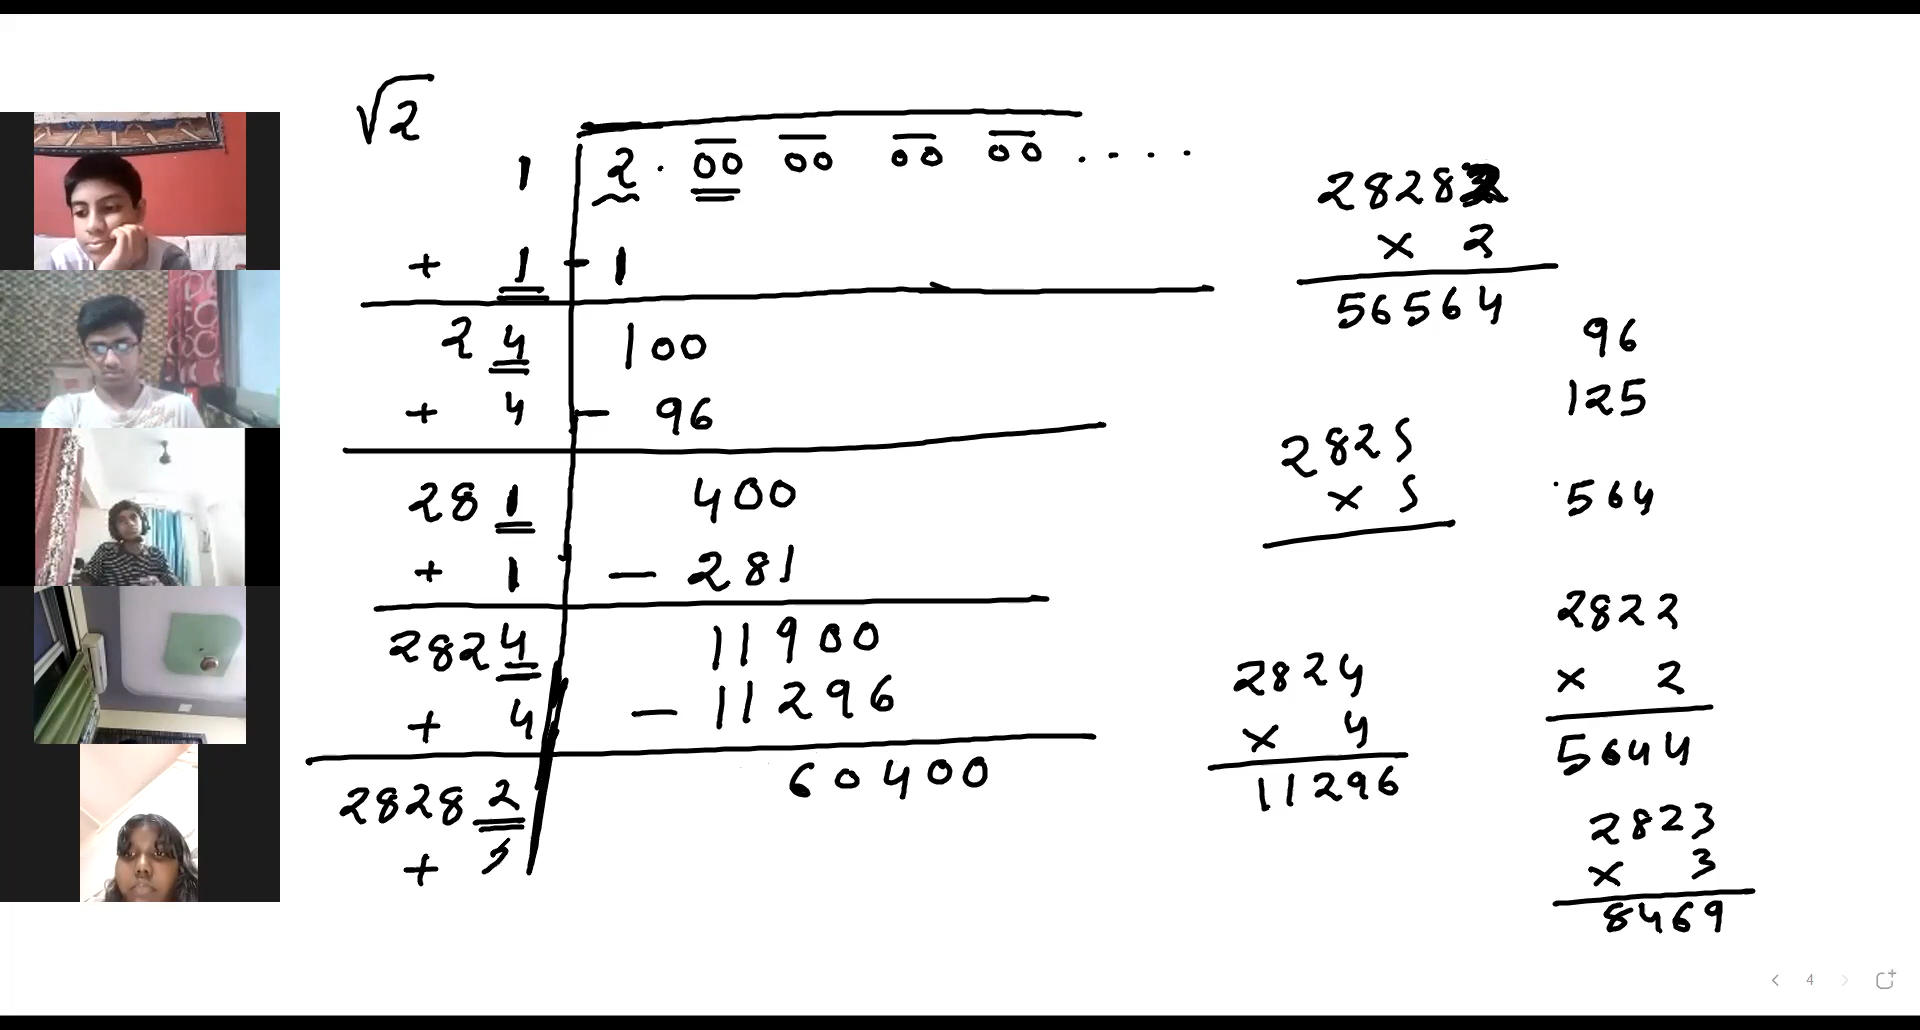 √2
1 2 . 00 00 00 00 . . . .
+ 1 - 1
2 4 100
+ 4 - 96
28 1 400
+ 1 - 281
282 4 11900
+ 4 - 11296
2828 2 60400
+
2828
× 2
56564
96
125
2825
× 5
564
2824
× 4
11296
2822
× 2
5644
2823
× 3
8469
4